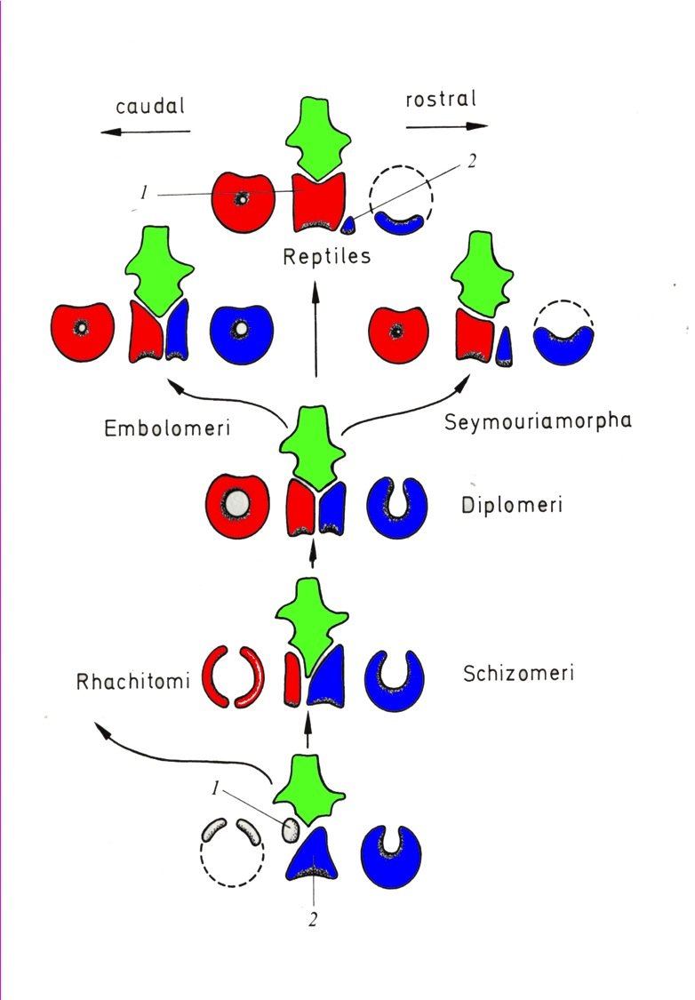 caudal
rostral
1
2
Reptiles
Embolomeri
Seymouriamorpha
Diplomeri
Rhachitomi
Schizomeri
1
2